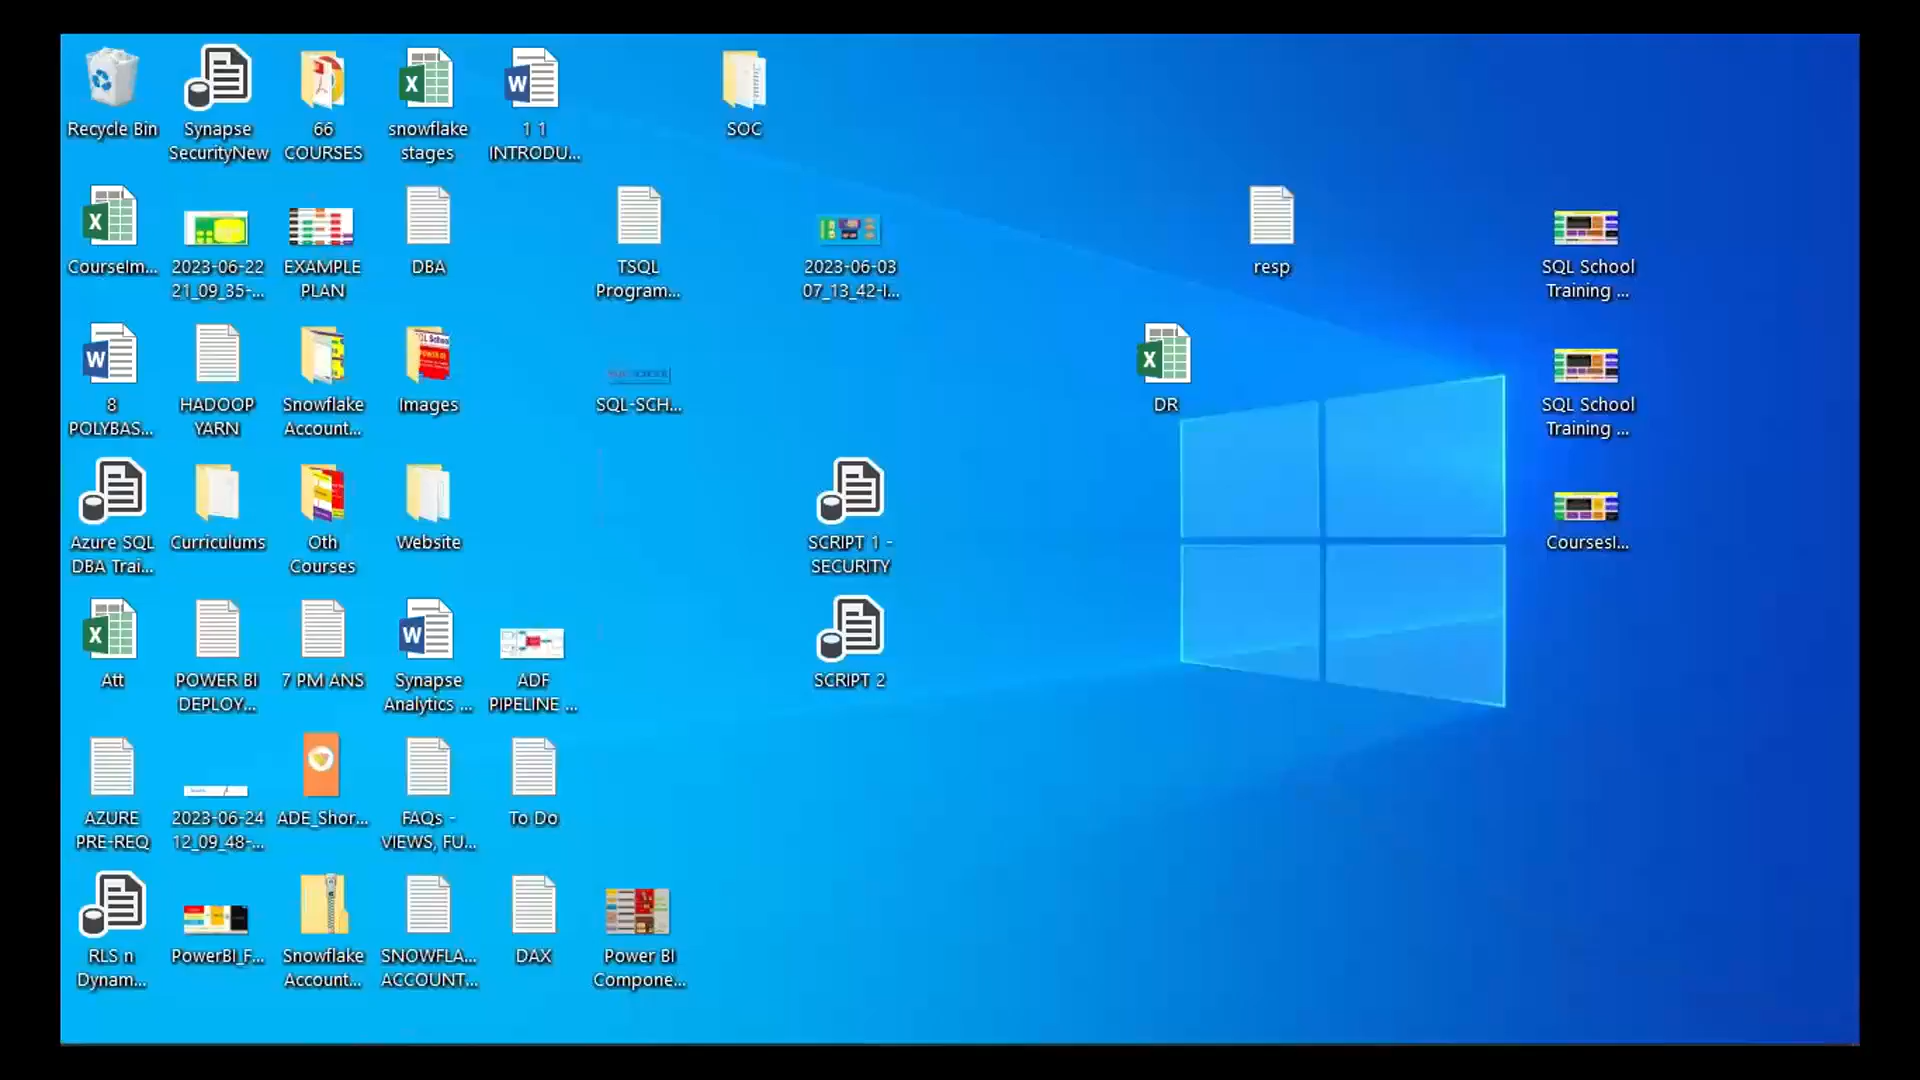 Recycle Bin
Synapse
SecurityNew
66
COURSES
snowflake
stages
1 1
INTRODU...
SOC
CourseIm...
2023-06-22
21_09_35-...
EXAMPLE
PLAN
DBA
TSQL
Program...
2023-06-03
07_13_42-I...
resp
SQL School
Training ...
8
POLYBAS...
HADOOP
YARN
Snowflake
Account...
Images
SQL-SCH...
DR
SQL School
Training ...
Azure SQL
DBA Trai...
Curriculums
Oth
Courses
Website
SCRIPT 1 -
SECURITY
CoursesI...
Att
POWER BI
DEPLOY...
7 PM ANS
Synapse
Analytics ...
ADF
PIPELINE ...
SCRIPT 2
AZURE
PRE-REQ
2023-06-24
12_09_48-...
ADE_Shor...
FAQs -
VIEWS, FU...
To Do
RLS n
Dynam...
PowerBI_F...
Snowflake
Account...
SNOWFLA...
ACCOUNT...
DAX
Power BI
Compone...